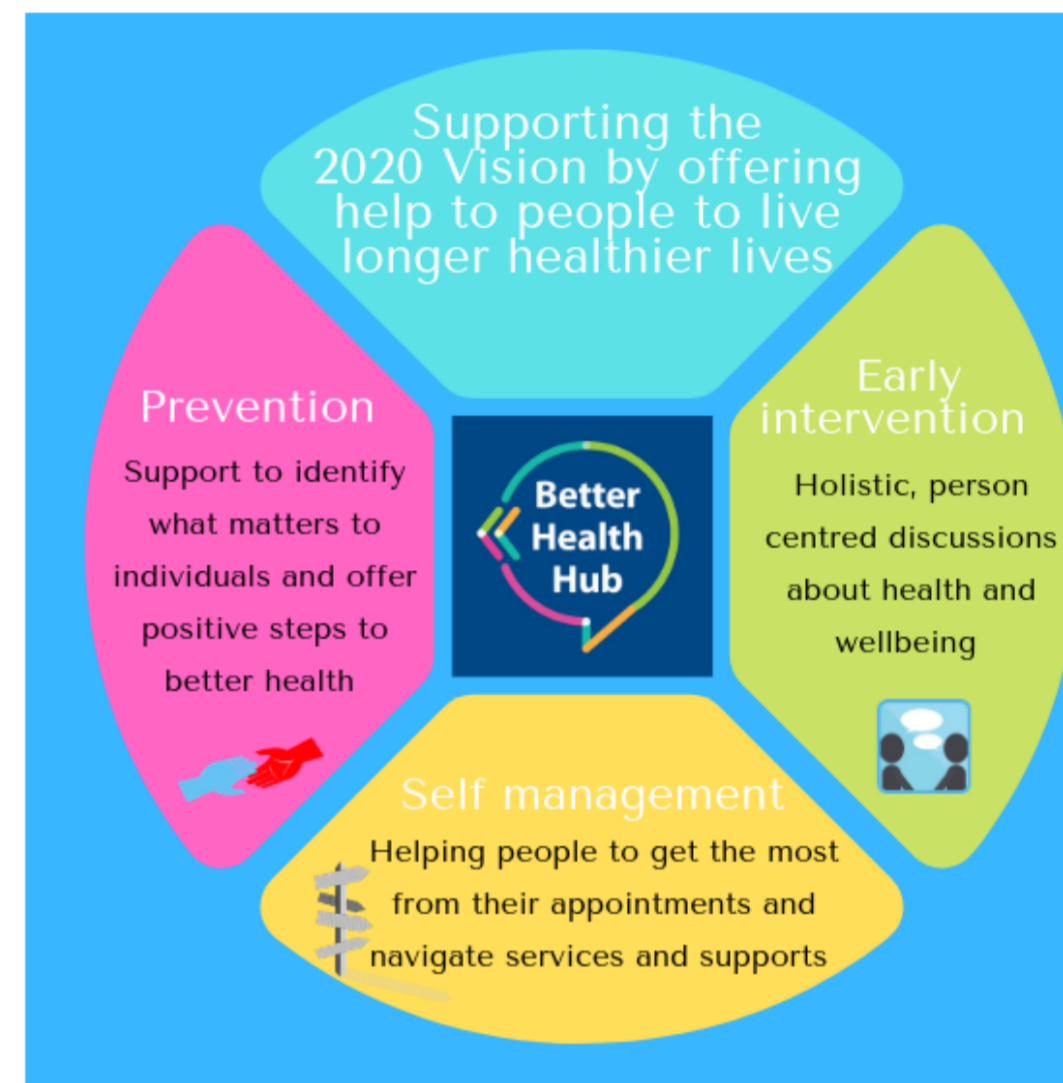 Supporting the
2020 Vision by offering
help to people to live
longer healthier lives
Prevention
Support to identify
what matters to
individuals and offer
positive steps to
better health
Better
Health
Hub
Early
intervention
Holistic, person
centred discussions
about health and
wellbeing
Self management
Helping people to get the most
from their appointments and
navigate services and supports